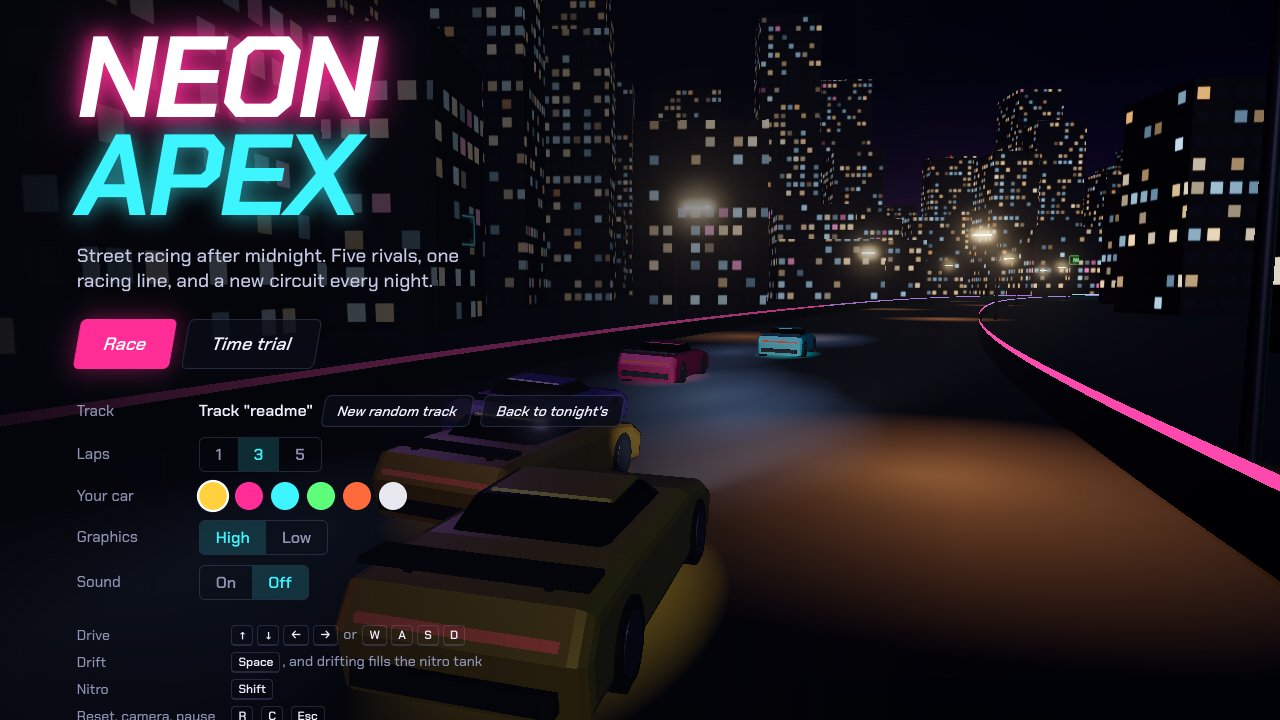 NEON
APEX
Street racing after midnight. Five rivals, one
racing line, and a new circuit every night.
Race Time trial
Track Track "readme" New random track Back to tonight's
Laps 1 3 5
Your car
Graphics High Low
Sound On Off
Drive ↑ ↓ ← → or W A S D
Drift Space , and drifting fills the nitro tank
Nitro Shift
Reset, camera, pause R C Esc